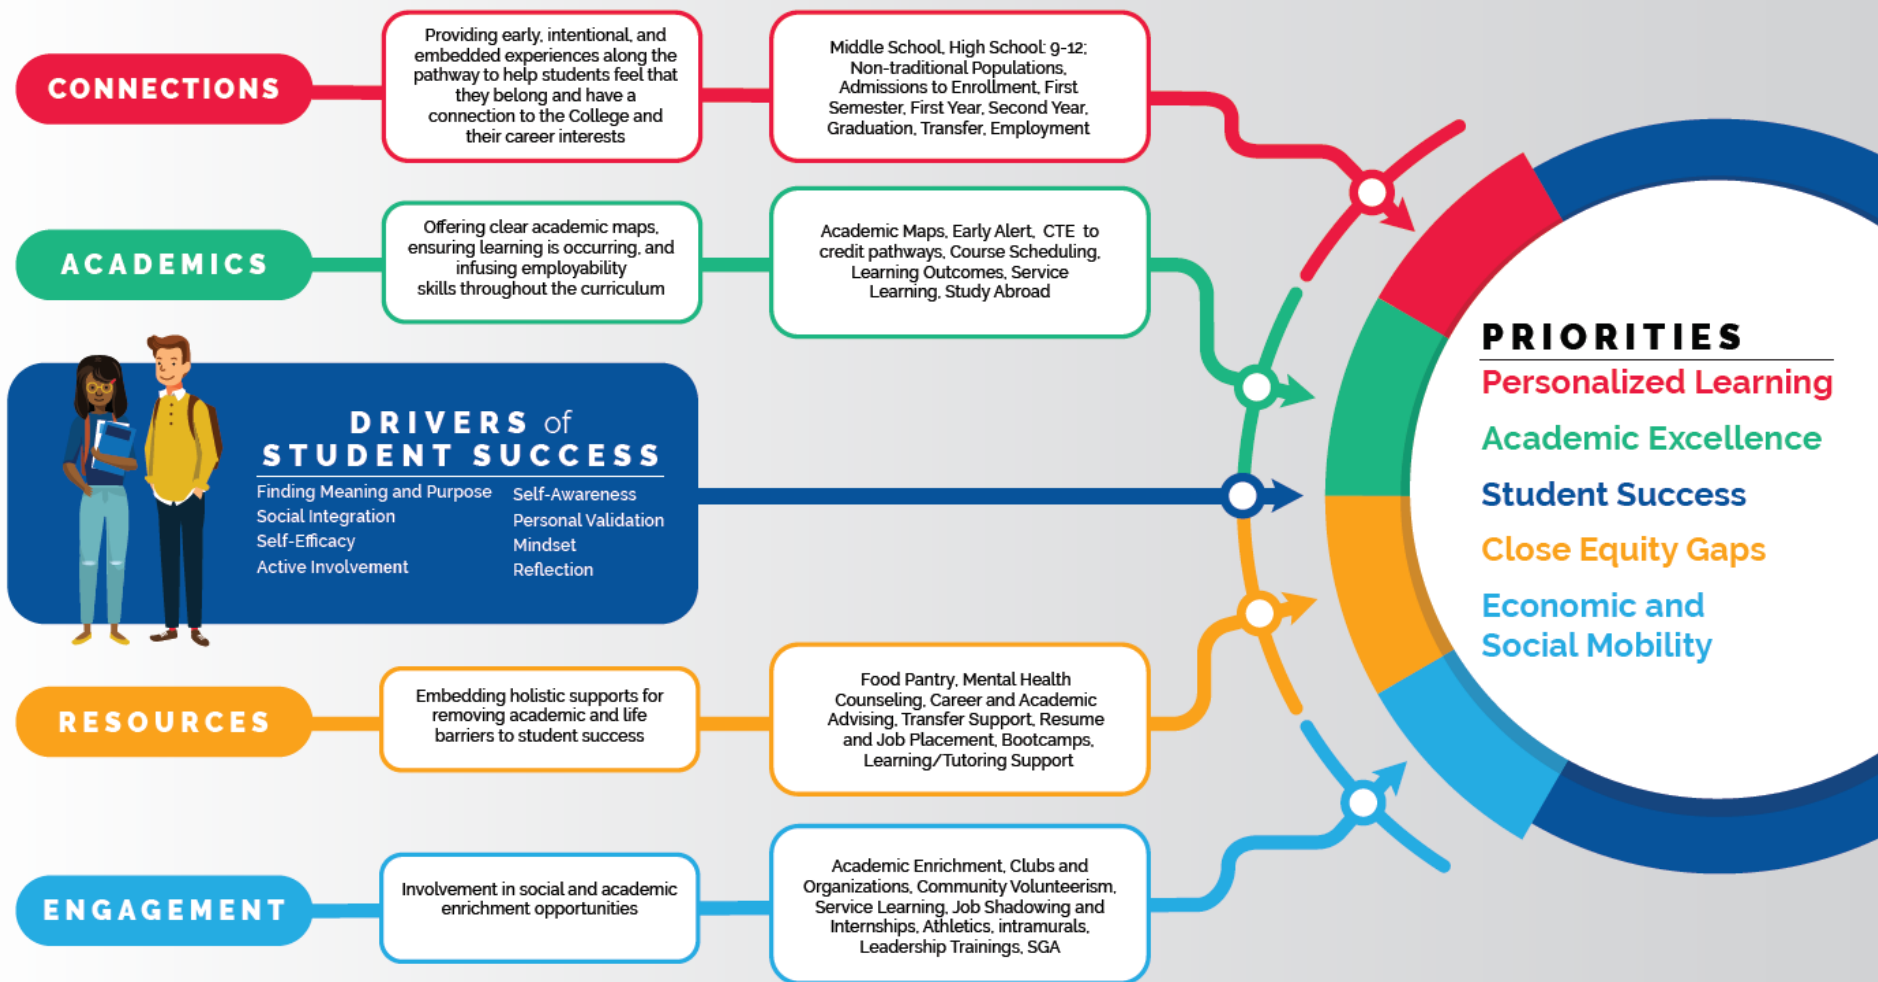 CONNECTIONS
Providing early, intentional, and
embedded experiences along the
pathway to help students feel that
they belong and have a
connection to the College and
their career interests
Middle School, High School: 9-12;
Non-traditional Populations,
Admissions to Enrollment, First
Semester, First Year, Second Year,
Graduation, Transfer, Employment
ACADEMICS
Offering clear academic maps,
ensuring learning is occurring, and
infusing employability
skills throughout the curriculum
Academic Maps, Early Alert, CTE to
credit pathways, Course Scheduling,
Learning Outcomes, Service
Learning, Study Abroad
DRIVERS of
STUDENT SUCCESS
Finding Meaning and Purpose
Social Integration
Self-Efficacy
Active Involvement
Self-Awareness
Personal Validation
Mindset
Reflection
RESOURCES
Embedding holistic supports for
removing academic and life
barriers to student success
Food Pantry, Mental Health
Counseling, Career and Academic
Advising, Transfer Support, Resume
and Job Placement, Bootcamps,
Learning/Tutoring Support
ENGAGEMENT
Involvement in social and academic
enrichment opportunities
Academic Enrichment, Clubs and
Organizations, Community Volunteerism,
Service Learning, Job Shadowing and
Internships, Athletics, intramurals,
Leadership Trainings, SGA
PRIORITIES
Personalized Learning
Academic Excellence
Student Success
Close Equity Gaps
Economic and
Social Mobility